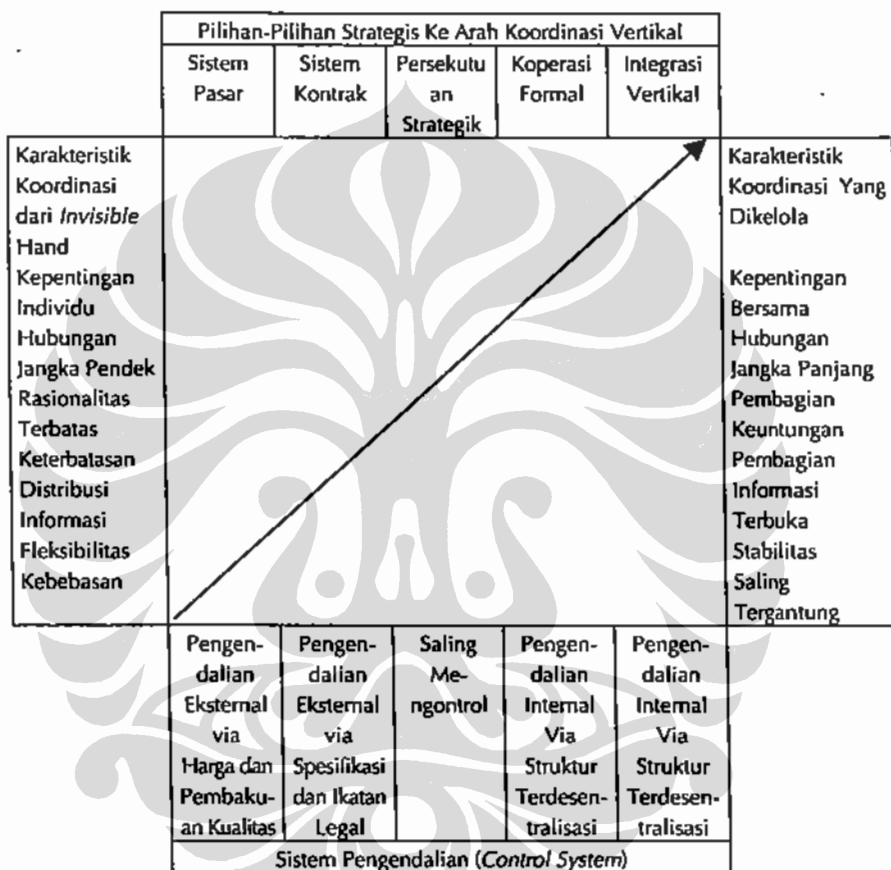 Pilihan-Pilihan Strategis Ke Arah Koordinasi Vertikal
Sistem
Pasar
Sistem
Kontrak
Persekutu
an
Strategik
Koperasi
Formal
Integrasi
Vertikal
Karakteristik
Koordinasi
dari Invisible
Hand
Kepentingan
Individu
Hubungan
Jangka Pendek
Rasionalitas
Terbatas
Keterbatasan
Distribusi
Informasi
Fleksibilitas
Kebebasan
Karakteristik
Koordinasi Yang
Dikelola
Kepentingan
Bersama
Hubungan
Jangka Panjang
Pembagian
Keuntungan
Pembagian
Informasi
Terbuka
Stabilitas
Saling
Tergantung
Pengen-
dalian
Eksternal
via
Harga dan
Pembaku-
an Kualitas
Pengen-
dalian
Eksternal
via
Spesifikasi
dan Ikatan
Legal
Saling
Me-
ngontrol
Pengen-
dalian
Internal
Via
Struktur
Terdesen-
tralisasi
Pengen-
dalian
Internal
Via
Struktur
Terdesen-
tralisasi
Sistem Pengendalian (Control System)